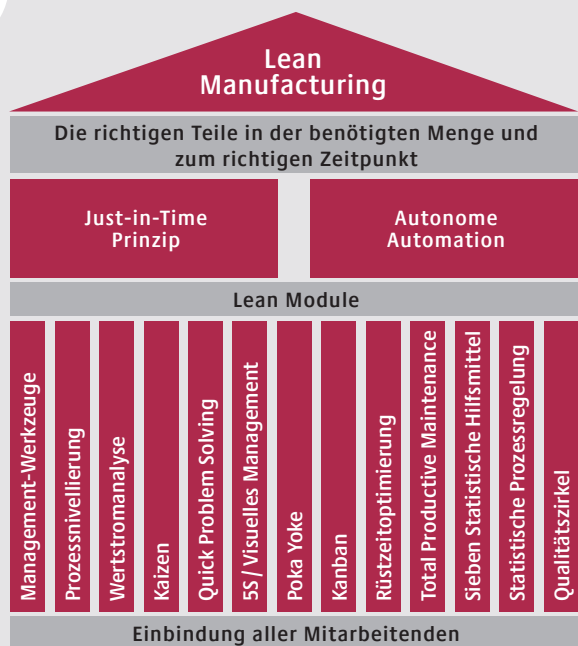 Lean
Manufacturing
Die richtigen Teile in der benötigten Menge und
zum richtigen Zeitpunkt
Just-in-Time
Prinzip
Autonome
Automation
Lean Module
Management-Werkzeuge
Prozessnivellierung
Wertstromanalyse
Kaizen
Quick Problem Solving
5S / Visuelles Management
Poka Yoke
Kanban
Rüstzeitoptimierung
Total Productive Maintenance
Sieben Statistische Hilfsmittel
Statistische Prozessregelung
Qualitätszirkel
Einbindung aller Mitarbeitenden